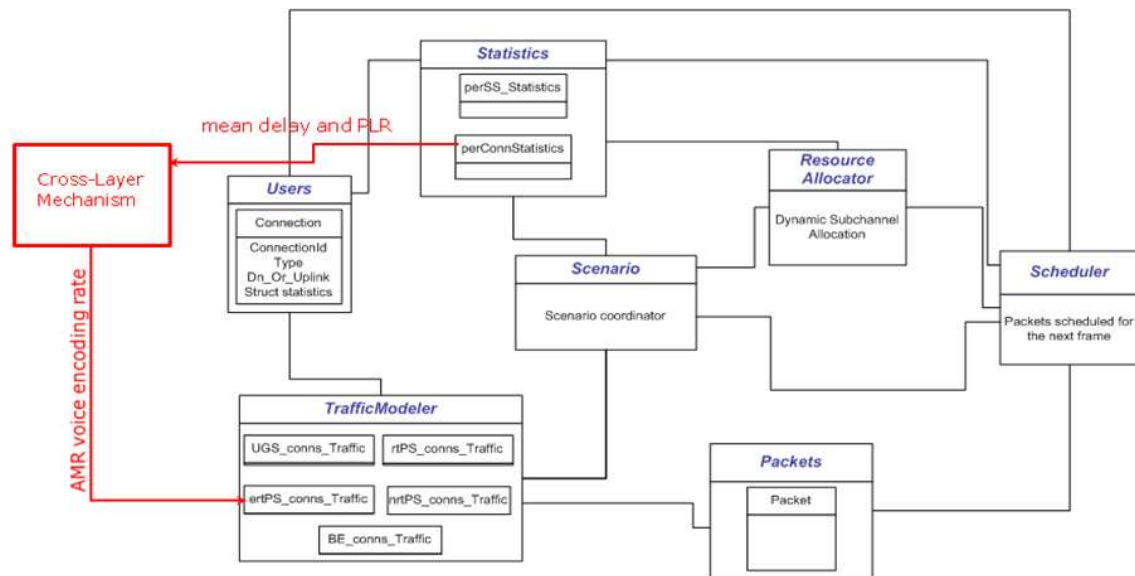 Statistics
perSS_Statistics
mean delay and PLR
perConnStatistics
Cross-Layer
Mechanism
Users
Connection
ConnectionId
Type
Dn_Or_Uplink
Struct statistics
Resource
Allocator
Dynamic Subchannel
Allocation
Scenario
Scenario coordinator
Scheduler
Packets scheduled for
the next frame
AMR voice encoding rate
TrafficModeler
UGS_conns_Traffic
rtPS_conns_Traffic
ertPS_conns_Traffic
nrtPS_conns_Traffic
BE_conns_Traffic
Packets
Packet